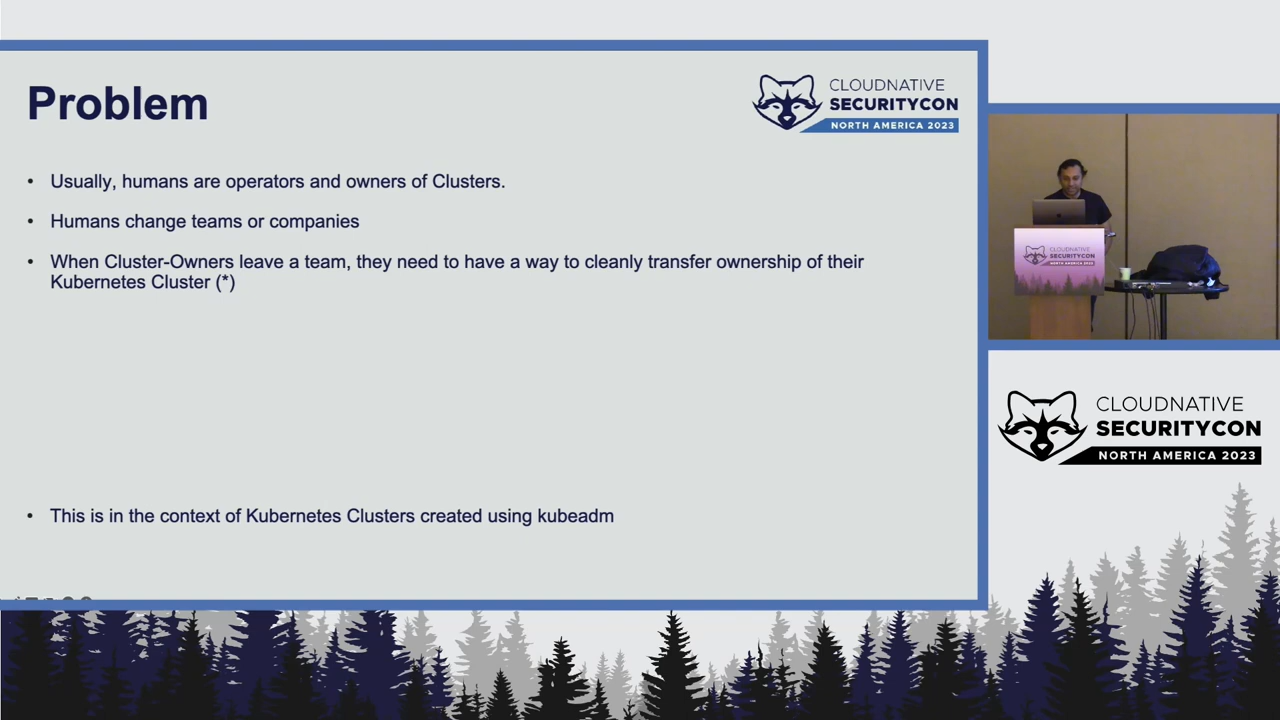 Problem
CLOUDNATIVE
SECURITYCON
NORTH AMERICA 2023
• Usually, humans are operators and owners of Clusters.
• Humans change teams or companies
• When Cluster-Owners leave a team, they need to have a way to cleanly transfer ownership of their
Kubernetes Cluster (*)
• This is in the context of Kubernetes Clusters created using kubeadm
CLOUDNATIVE
SECURITYCON
CLOUDNATIVE
SECURITYCON
NORTH AMERICA 2023